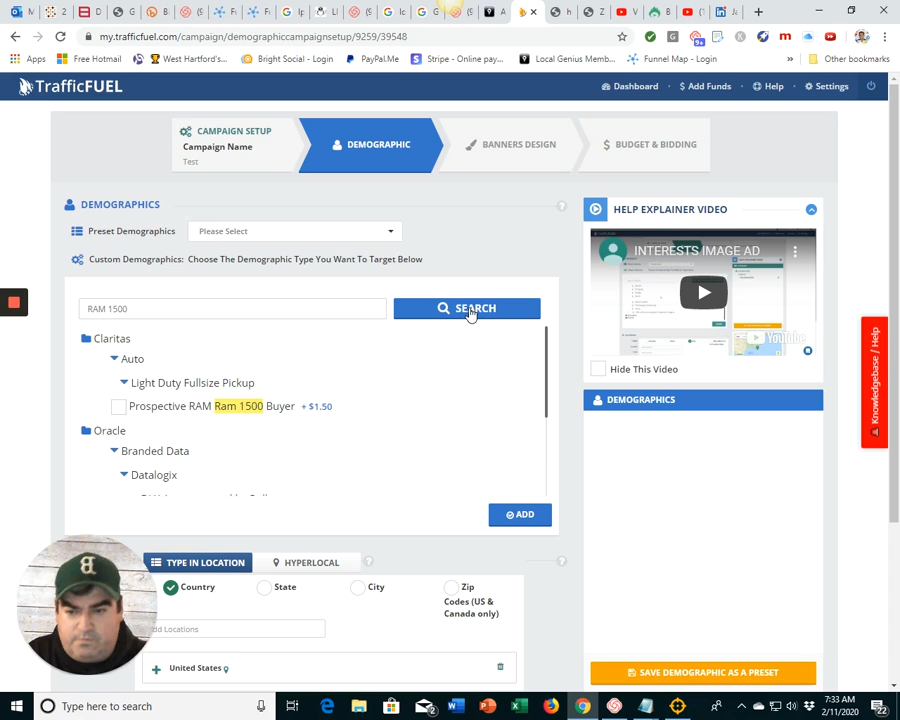 my.trafficfuel.com/campaign/demographiccampaignsetup/9259/39548
Apps Free Hotmail West Hartford's... Bright Social - Login PayPal.Me Stripe - Online pay... Local Genius Memb... Funnel Map - Login » Other bookmarks
TrafficFUEL
Dashboard Add Funds Help Settings
CAMPAIGN SETUP
Campaign Name
Test
DEMOGRAPHIC
BANNERS DESIGN
BUDGET & BIDDING
DEMOGRAPHICS
Preset Demographics Please Select
Custom Demographics: Choose The Demographic Type You Want To Target Below
RAM 1500 SEARCH
Claritas
Auto
Light Duty Fullsize Pickup
Prospective RAM Ram 1500 Buyer + $1.50
Oracle
Branded Data
Datalogix
ADD
TYPE IN LOCATION HYPERLOCAL
Country State City Zip
Codes (US &
Canada only)
dd Locations
United States
HELP EXPLAINER VIDEO
INTERESTS IMAGE AD
Youtube
Hide This Video
DEMOGRAPHICS
SAVE DEMOGRAPHIC AS A PRESET
Knowledgebase / Help
Type here to search
7:33 AM
2/11/2020
22